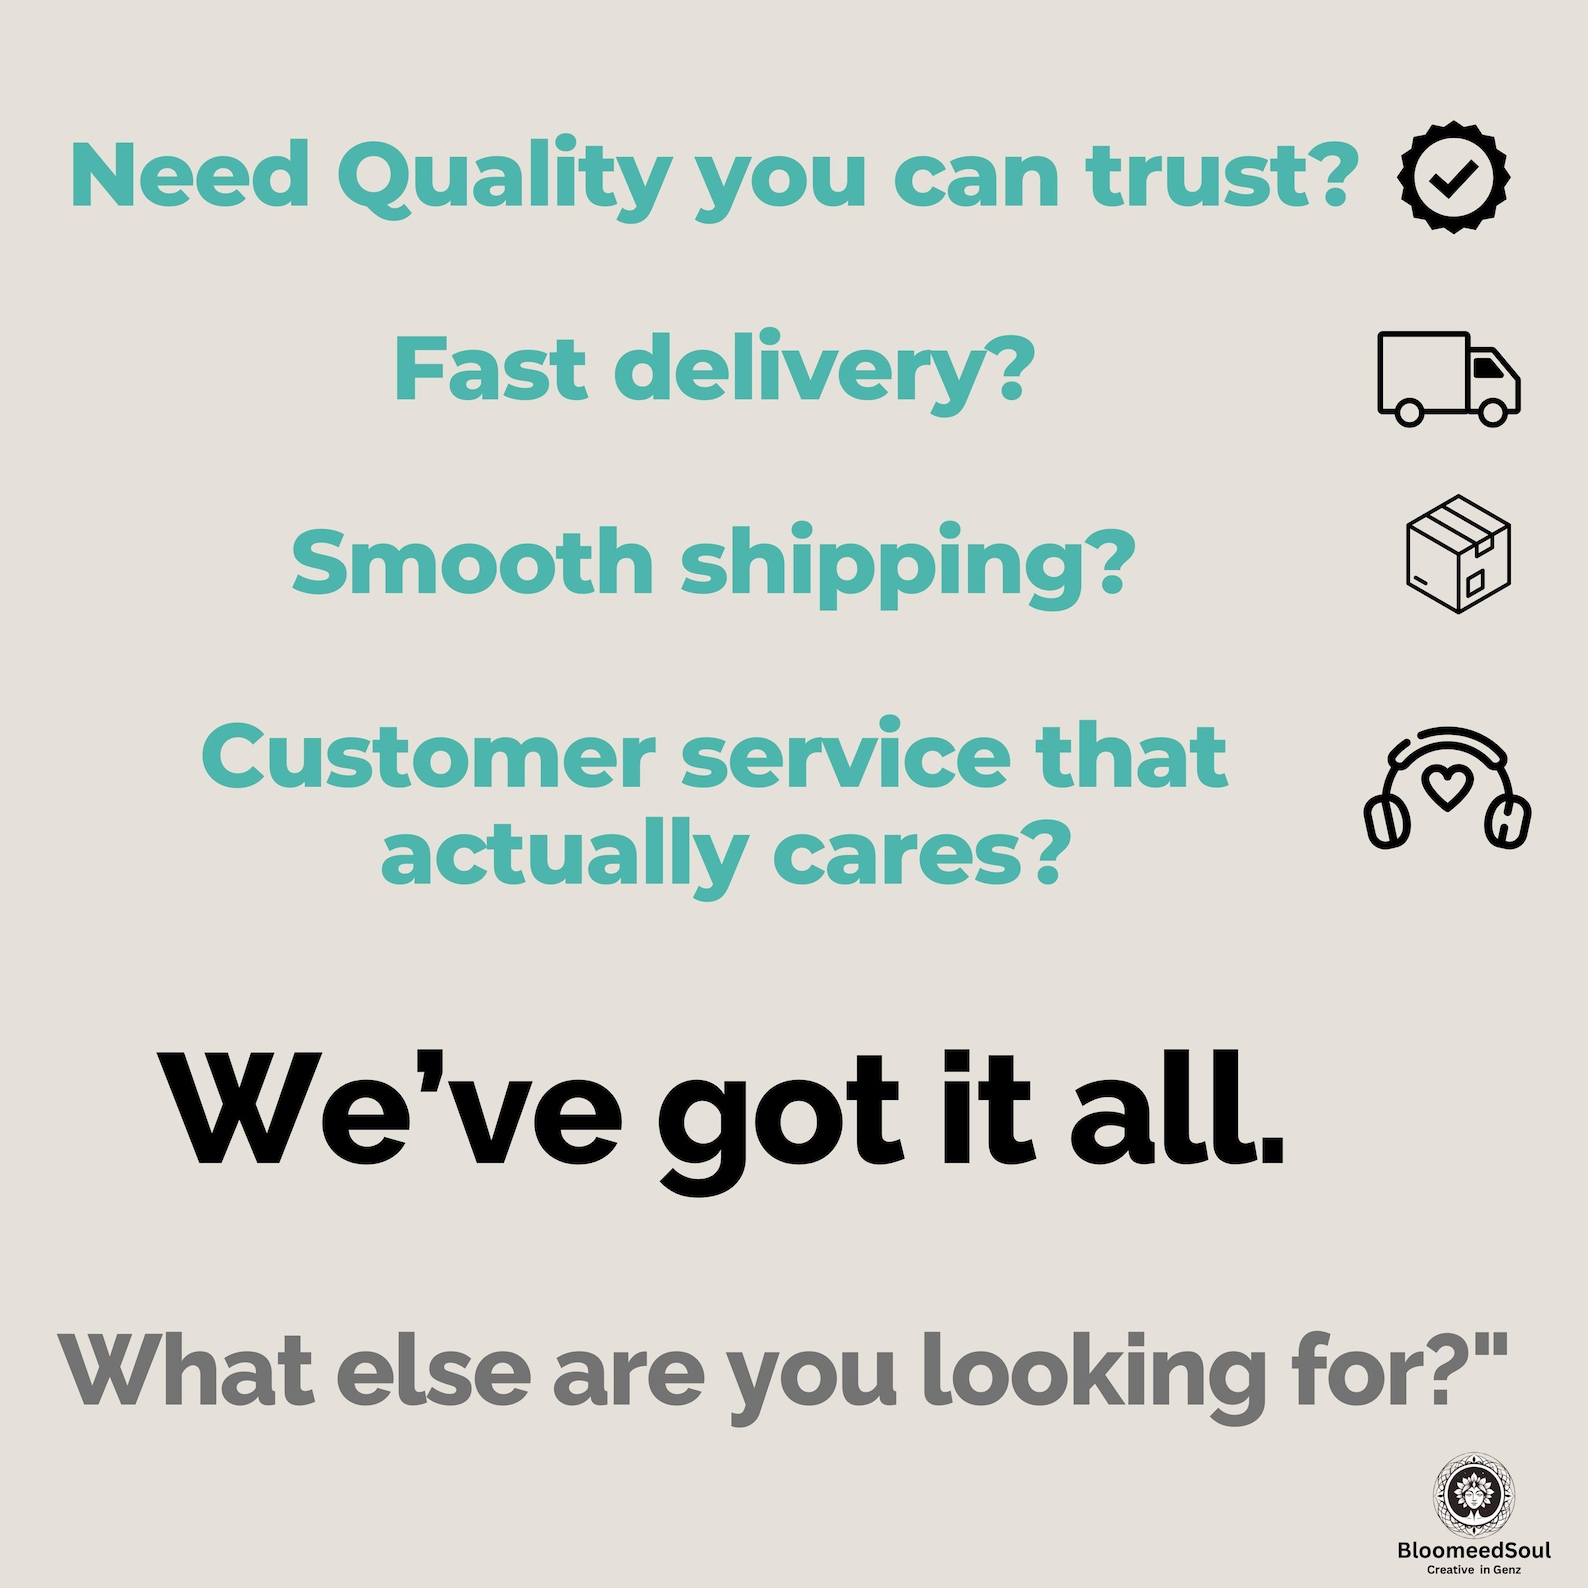 Need Quality you can trust?
Fast delivery?
Smooth shipping?
Customer service that
actually cares?
We’ve got it all.
What else are you looking for?"
BloomeedSoul
Creative in Genz